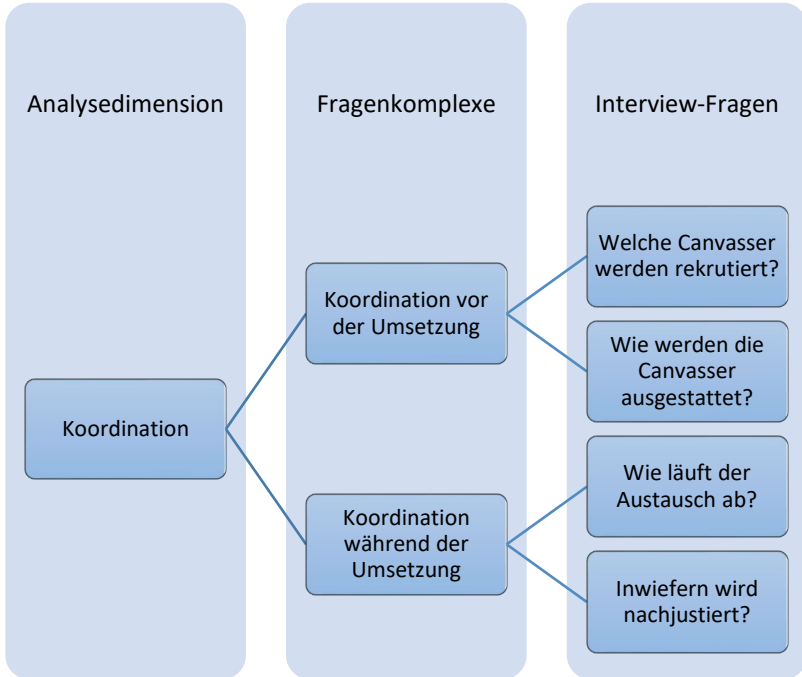 Analysedimension
Fragenkomplexe
Interview-Fragen
Koordination
Koordination vor
der Umsetzung
Koordination
während der
Umsetzung
Welche Canvasser
werden rekrutiert?
Wie werden die
Canvasser
ausgestattet?
Wie läuft der
Austausch ab?
Inwiefern wird
nachjustiert?